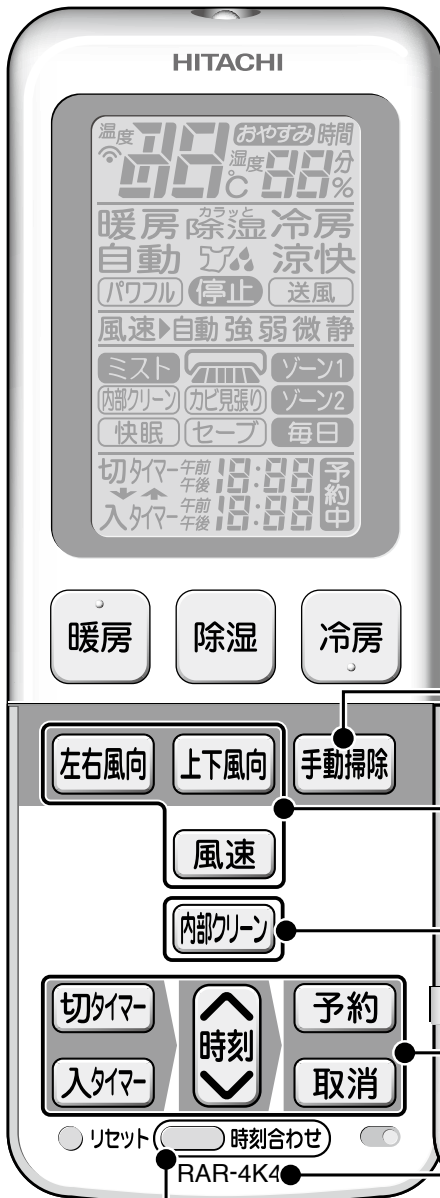 HITACHI
温度 88 ℃ おやすみ 時間
湿度 88 分 %
暖房 カラッと除湿 冷房
自動 涼快
パワフル 停止 送風
風速▶自動 強 弱 微 静
ミスト ゾーン1
内部クリーン カビ見張り ゾーン2
快眠 セーブ 毎日
切タイマー 午前 午後 18:88 予約中
入タイマー 午前 午後 18:88
暖房 除湿 冷房
左右風向 上下風向 手動掃除
風速
内部クリーン
切タイマー 時刻 予約
入タイマー 取消
リセット 時刻合わせ
RAR-4K4